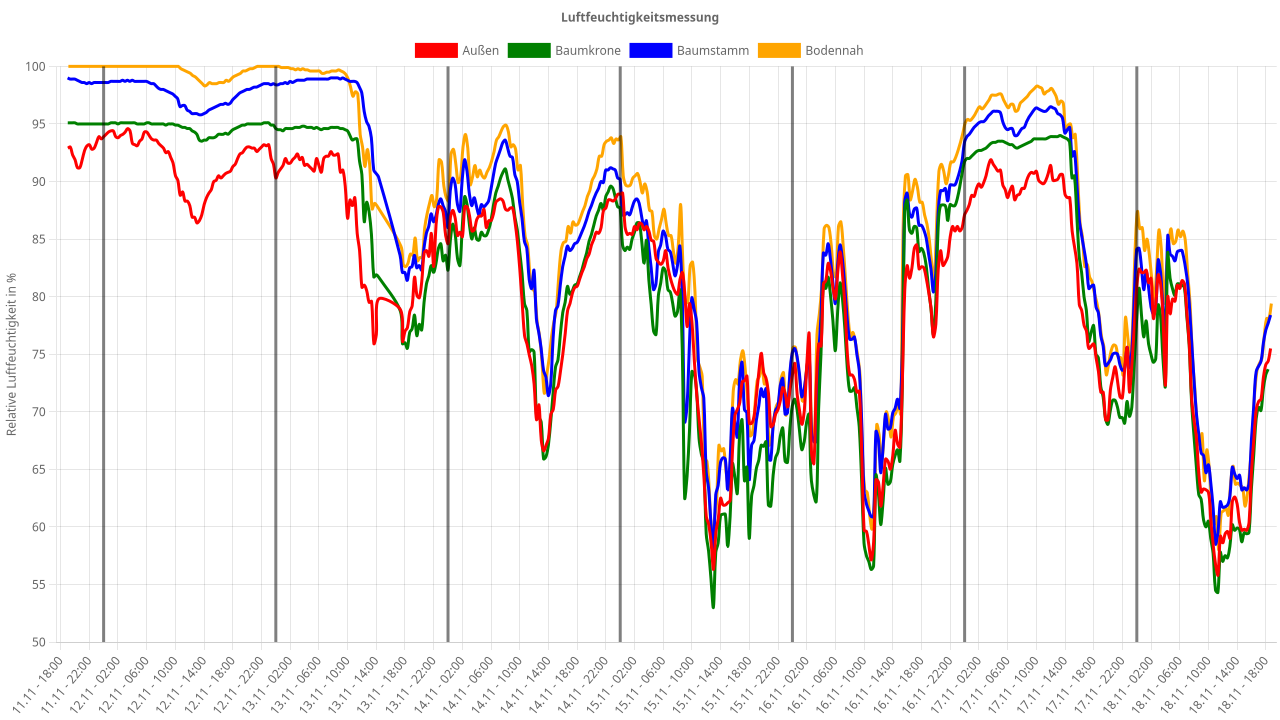 Luftfeuchtigkeitsmessung
Außen Baumkrone Baumstamm Bodennah
Relative Luftfeuchtigkeit in %
100
95
90
85
80
75
70
65
60
55
50
11.11 - 18:00
11.11 - 22:00
12.11 - 02:00
12.11 - 06:00
12.11 - 10:00
12.11 - 14:00
12.11 - 18:00
12.11 - 22:00
13.11 - 02:00
13.11 - 06:00
13.11 - 10:00
13.11 - 14:00
13.11 - 18:00
13.11 - 22:00
14.11 - 02:00
14.11 - 06:00
14.11 - 10:00
14.11 - 14:00
14.11 - 18:00
14.11 - 22:00
15.11 - 02:00
15.11 - 06:00
15.11 - 10:00
15.11 - 14:00
15.11 - 18:00
15.11 - 22:00
16.11 - 02:00
16.11 - 06:00
16.11 - 10:00
16.11 - 14:00
16.11 - 18:00
16.11 - 22:00
17.11 - 02:00
17.11 - 06:00
17.11 - 10:00
17.11 - 14:00
17.11 - 18:00
17.11 - 22:00
18.11 - 02:00
18.11 - 06:00
18.11 - 10:00
18.11 - 14:00
18.11 - 18:00